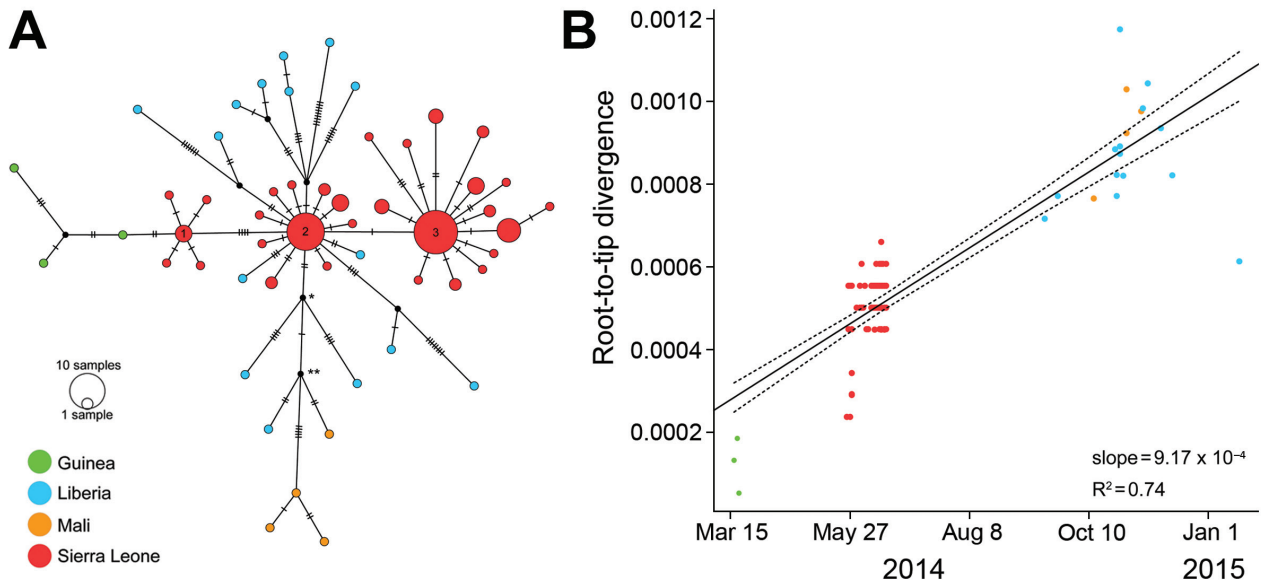 A
1
2
3
*
**
10 samples
1 sample
Guinea
Liberia
Mali
Sierra Leone
B
Root-to-tip divergence
0.0012
0.0010
0.0008
0.0006
0.0004
0.0002
slope=9.17 x 10⁻⁴
R²=0.74
Mar 15 May 27 Aug 8 Oct 10 Jan 1
2014 2015